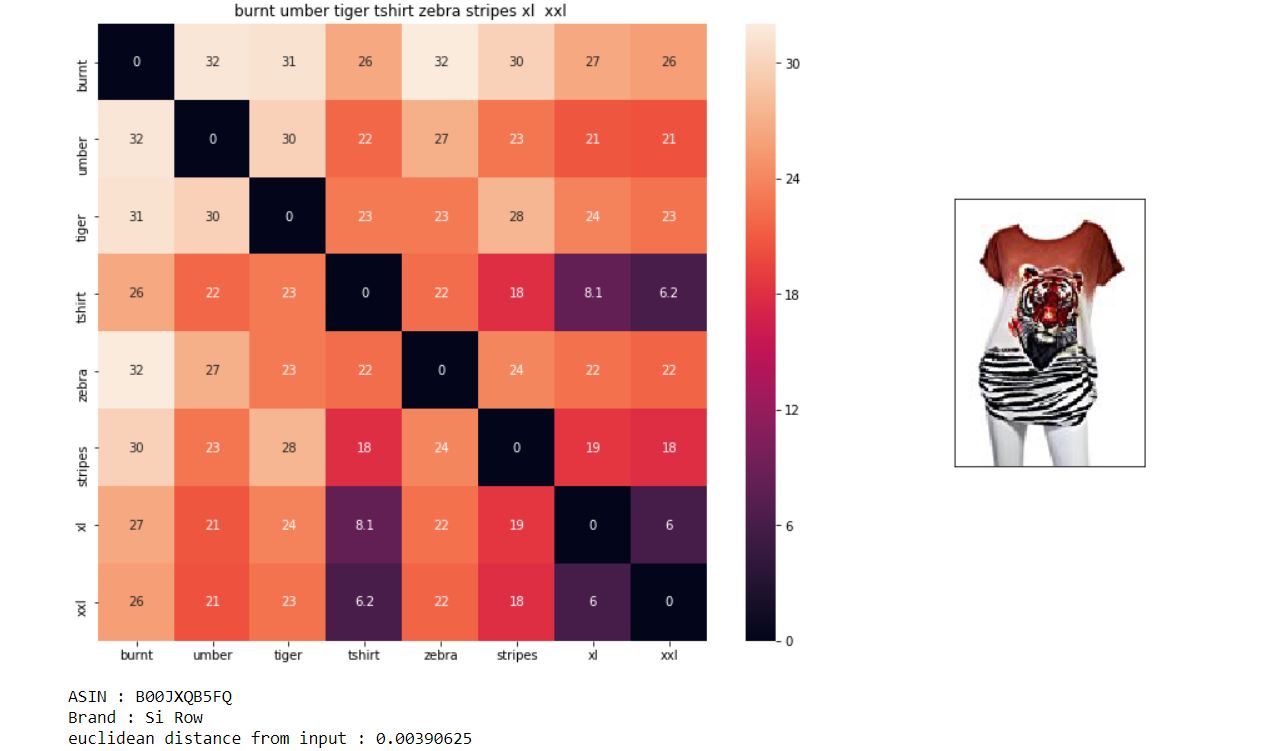 burnt umber tiger tshirt zebra stripes xl  xxl
burnt 0 32 31 26 32 30 27 26
umber 32 0 30 22 27 23 21 21
tiger 31 30 0 23 23 28 24 23
tshirt 26 22 23 0 22 18 8.1 6.2
zebra 32 27 23 22 0 24 22 22
stripes 30 23 28 18 24 0 19 18
xl 27 21 24 8.1 22 19 0 6
xxl 26 21 23 6.2 22 18 6 0
burnt umber tiger tshirt zebra stripes xl xxl
30
24
18
12
6
0
ASIN : B00JXQB5FQ
Brand : Si Row
euclidean distance from input : 0.00390625